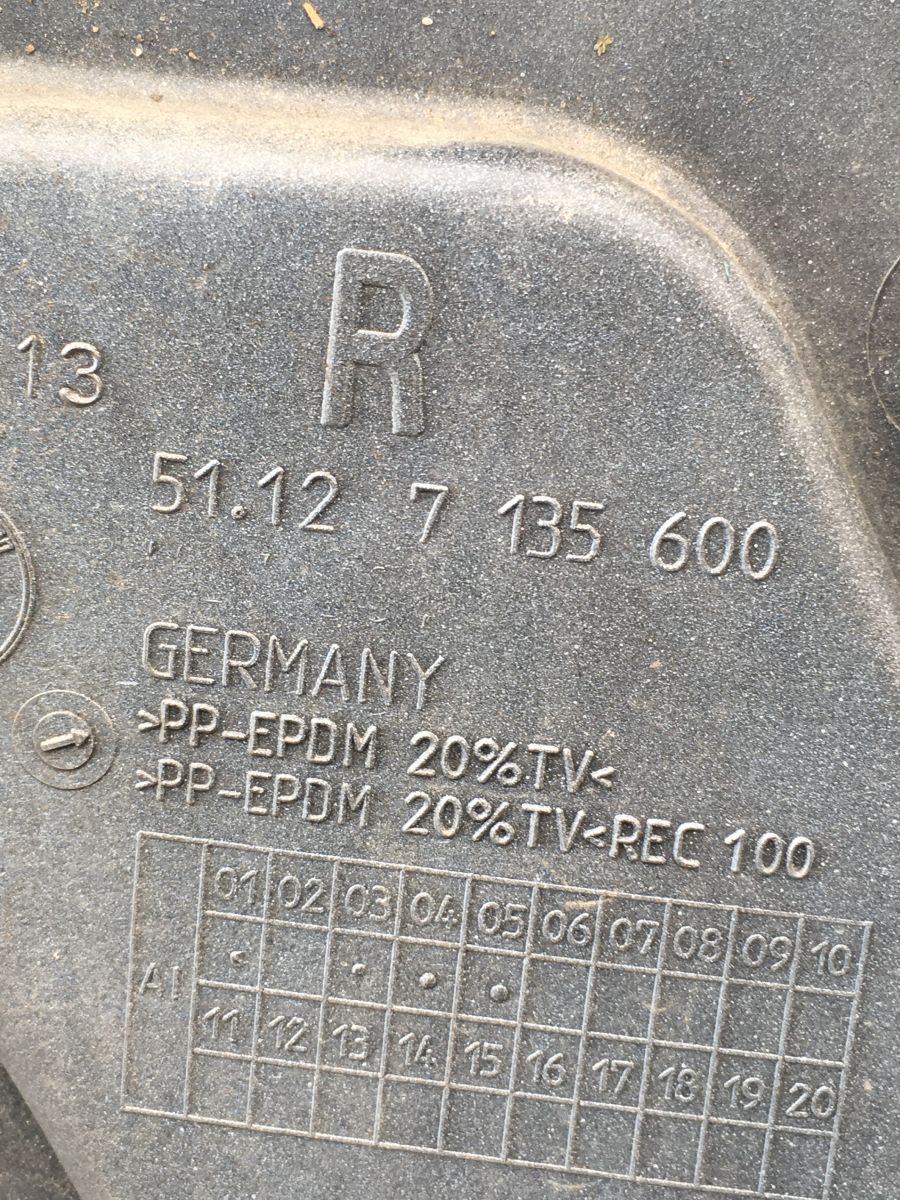 R
13
51.12 7 135 600
GERMANY
>PP-EPDM 20%TV<
>PP-EPDM 20%TV<REC 100
01 02 03 04 05 06 07 08 09 10
AI
11 12 13 14 15 16 17 18 19 20